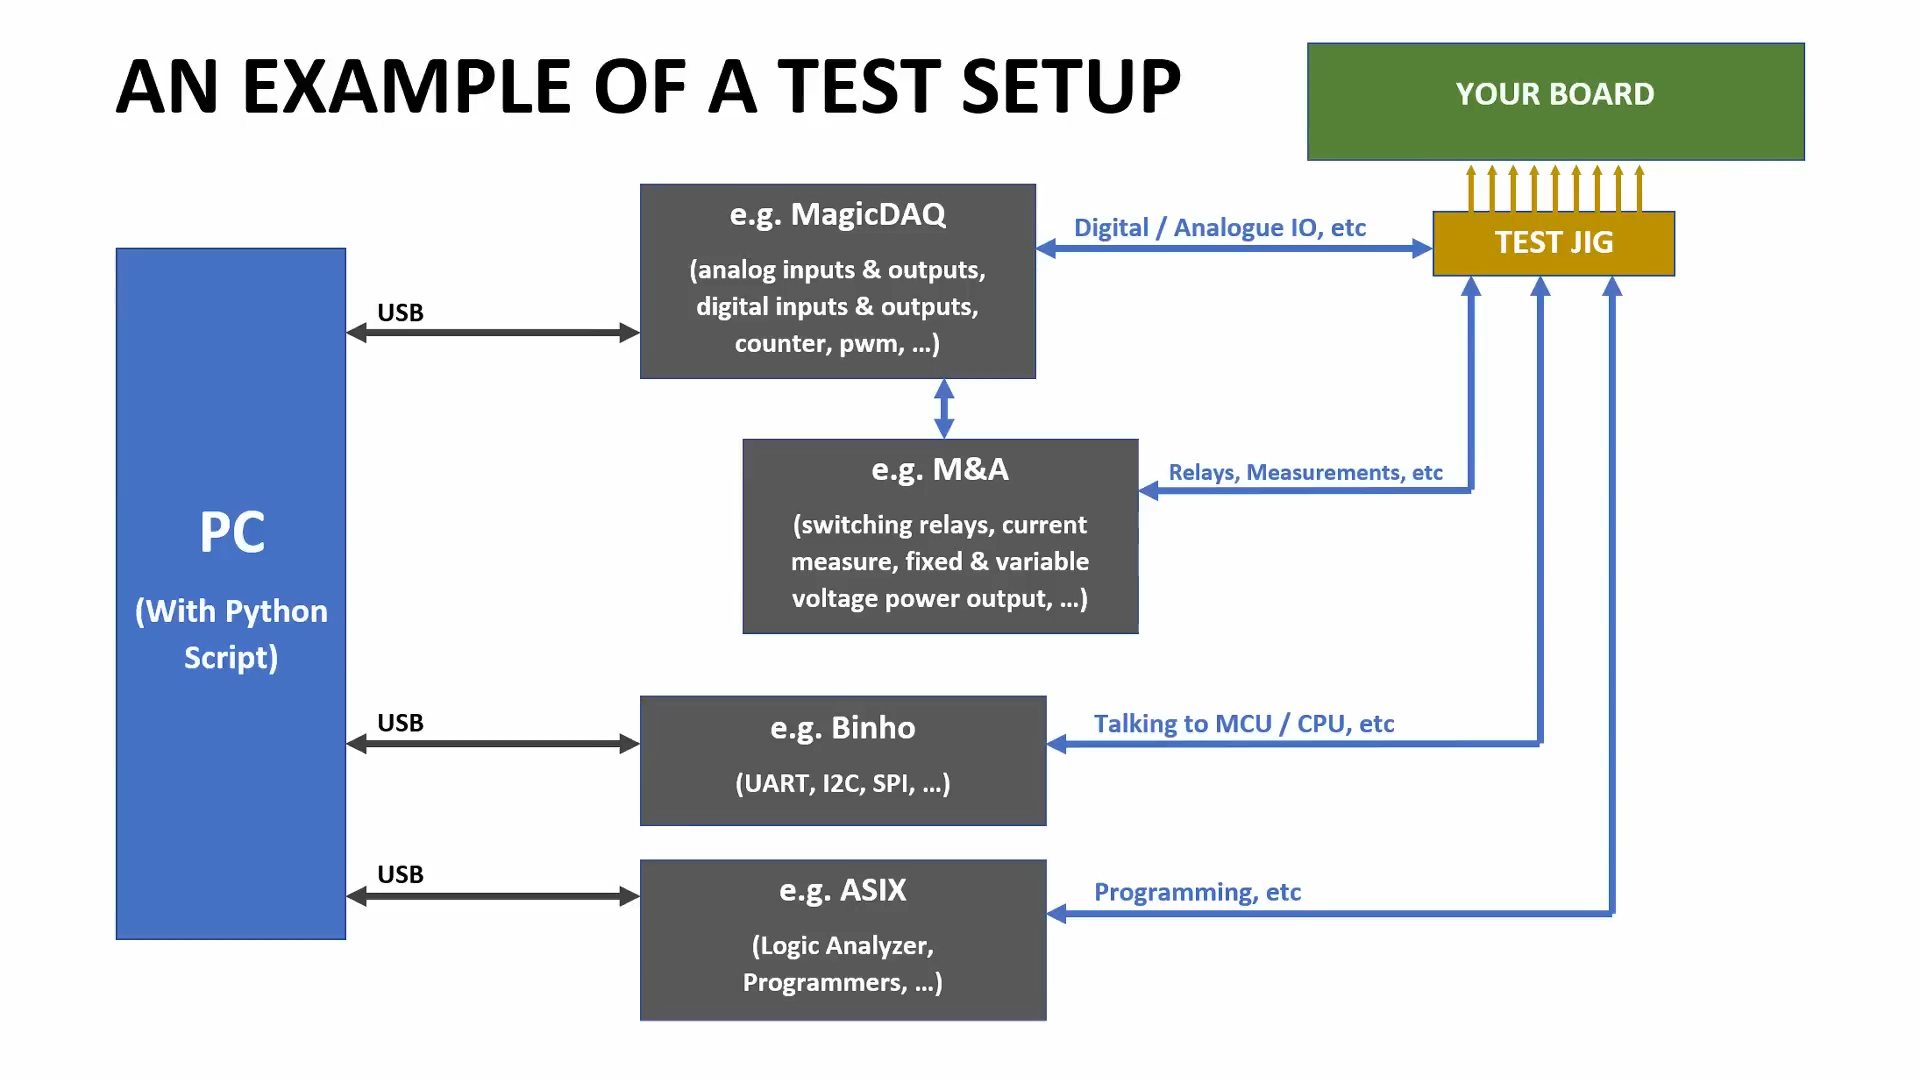 AN EXAMPLE OF A TEST SETUP
YOUR BOARD
TEST JIG
e.g. MagicDAQ
(analog inputs & outputs,
digital inputs & outputs,
counter, pwm, ...)
Digital / Analogue IO, etc
USB
e.g. M&A
(switching relays, current
measure, fixed & variable
voltage power output, ...)
Relays, Measurements, etc
PC
(With Python
Script)
USB
e.g. Binho
(UART, I2C, SPI, ...)
Talking to MCU / CPU, etc
USB
e.g. ASIX
(Logic Analyzer,
Programmers, ...)
Programming, etc